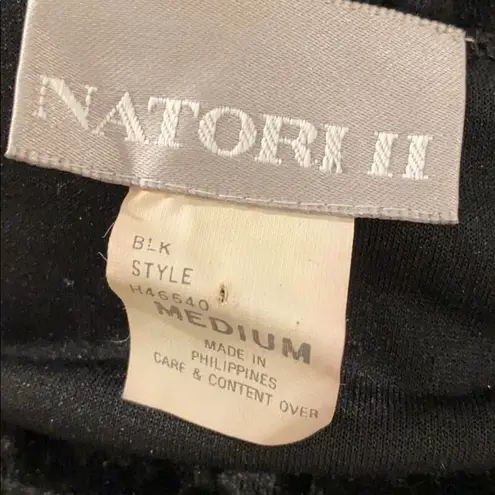 NATORI II
BLK
STYLE
H46540
MEDIUM
MADE IN
PHILIPPINES
CARE & CONTENT OVER